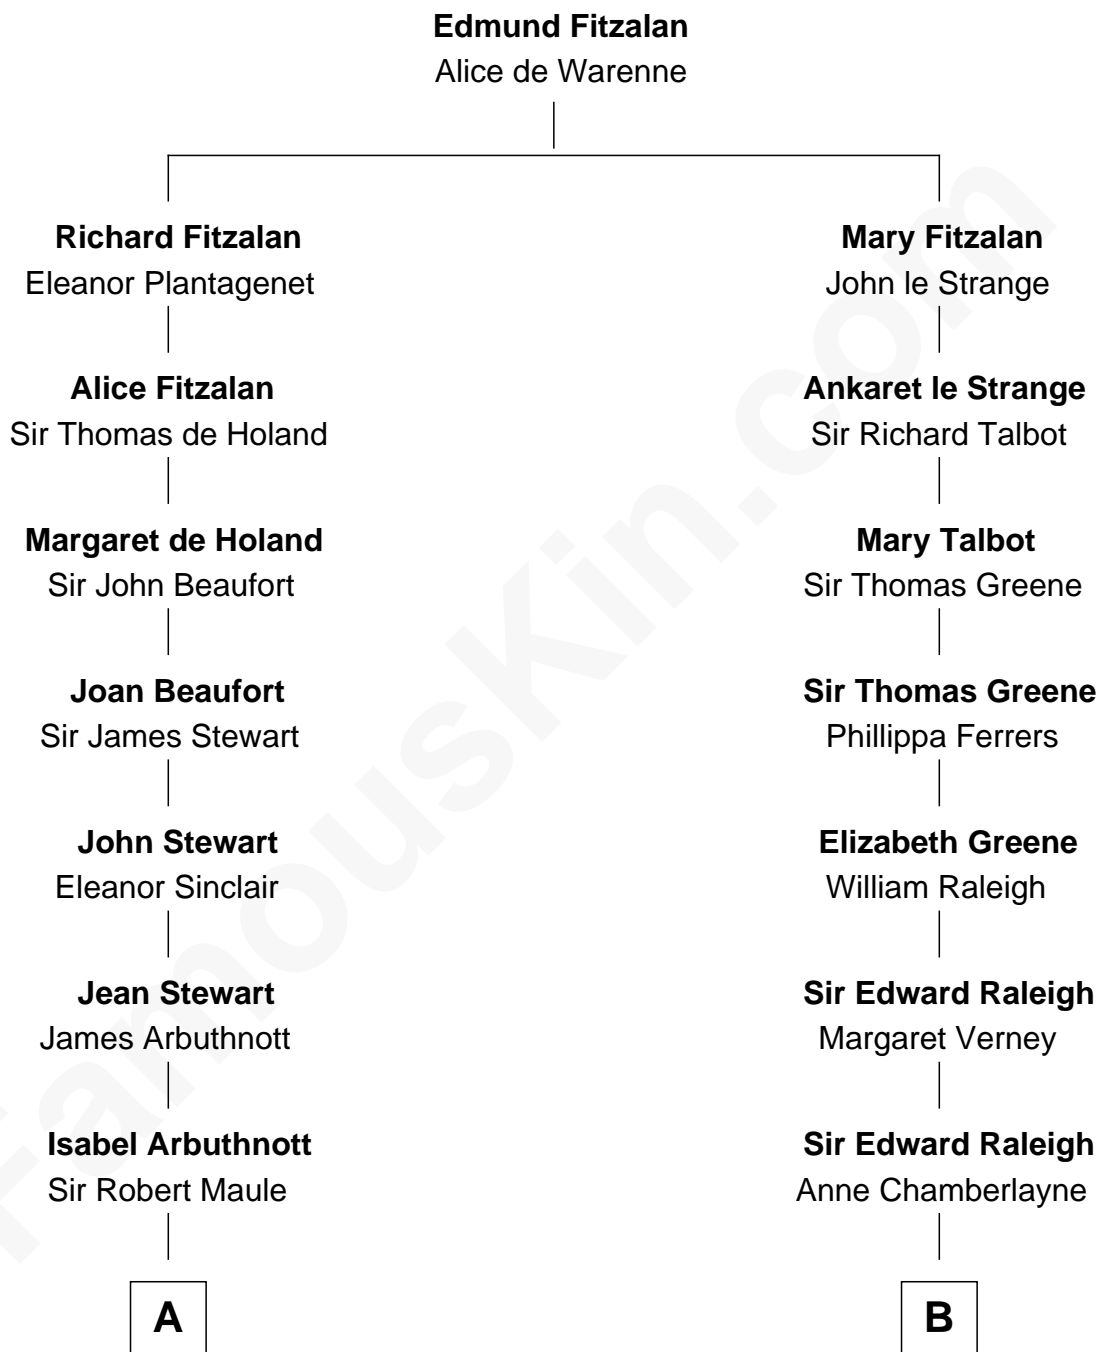 Edmund Fitzalan
Alice de Warenne
Richard Fitzalan
Eleanor Plantagenet
Mary Fitzalan
John le Strange
Alice Fitzalan
Sir Thomas de Holand
Ankaret le Strange
Sir Richard Talbot
Margaret de Holand
Sir John Beaufort
Mary Talbot
Sir Thomas Greene
Joan Beaufort
Sir James Stewart
Sir Thomas Greene
Phillippa Ferrers
John Stewart
Eleanor Sinclair
Elizabeth Greene
William Raleigh
Jean Stewart
James Arbuthnott
Sir Edward Raleigh
Margaret Verney
Isabel Arbuthnott
Sir Robert Maule
Sir Edward Raleigh
Anne Chamberlayne
A
B
FamousKin.com